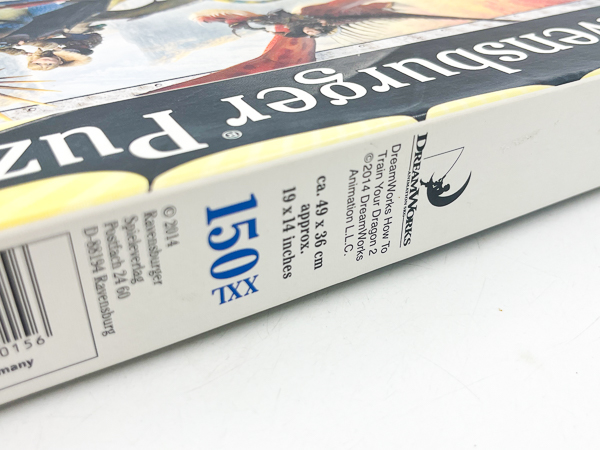 Ravensburger® Puz
DREAMWORKS
DreamWorks How To
Train Your Dragon 2
©2014 DreamWorks
Animation L.L.C.
ca. 49 x 36 cm
approx.
19 x 14 inches
150 XXL
© 2014
Ravensburger
Spieleverlag
Postfach 24 60
D-88194 Ravensburg
0156
many